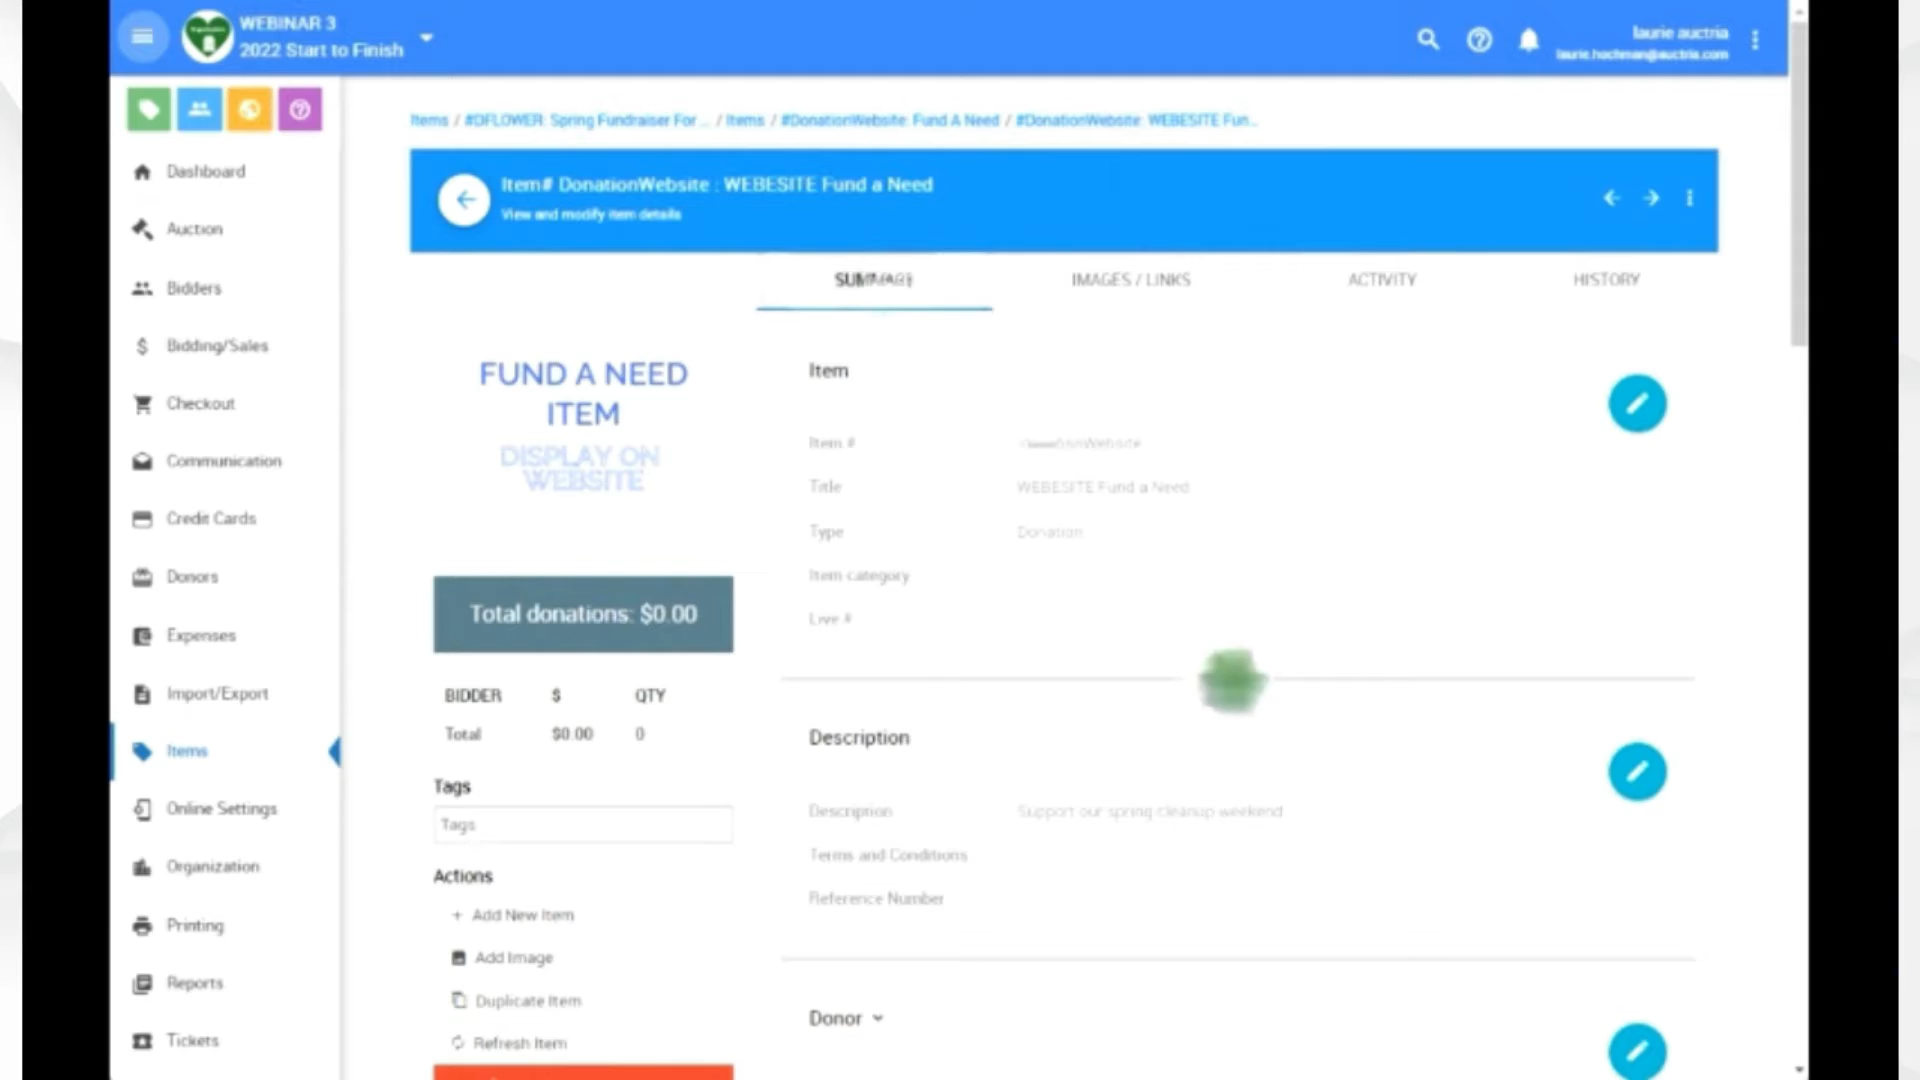 WEBINAR 3
2022 Start to Finish
laurie auctria
laurie.hochman@auctria.com
Items / #DFLOWER: Spring Fundraiser For ... / Items / #DonationWebsite: Fund A Need / #DonationWebsite: WEBESITE Fun...
Item# DonationWebsite : WEBESITE Fund a Need
View and modify item details
SUMMARY
IMAGES / LINKS
ACTIVITY
HISTORY
Dashboard
Auction
Bidders
Bidding/Sales
Checkout
Communication
Credit Cards
Donors
Expenses
Import/Export
Items
Online Settings
Organization
Printing
Reports
Tickets
FUND A NEED
ITEM
DISPLAY ON
WEBSITE
Total donations: $0.00
BIDDER $ QTY
Total $0.00 0
Tags
Tags
Actions
+ Add New Item
Add Image
Duplicate Item
Refresh Item
Item
Item #
Title WEBESITE Fund a Need
Type Donation
Item category
Live #
Description
Description Support our spring cleanup weekend
Terms and Conditions
Reference Number
Donor